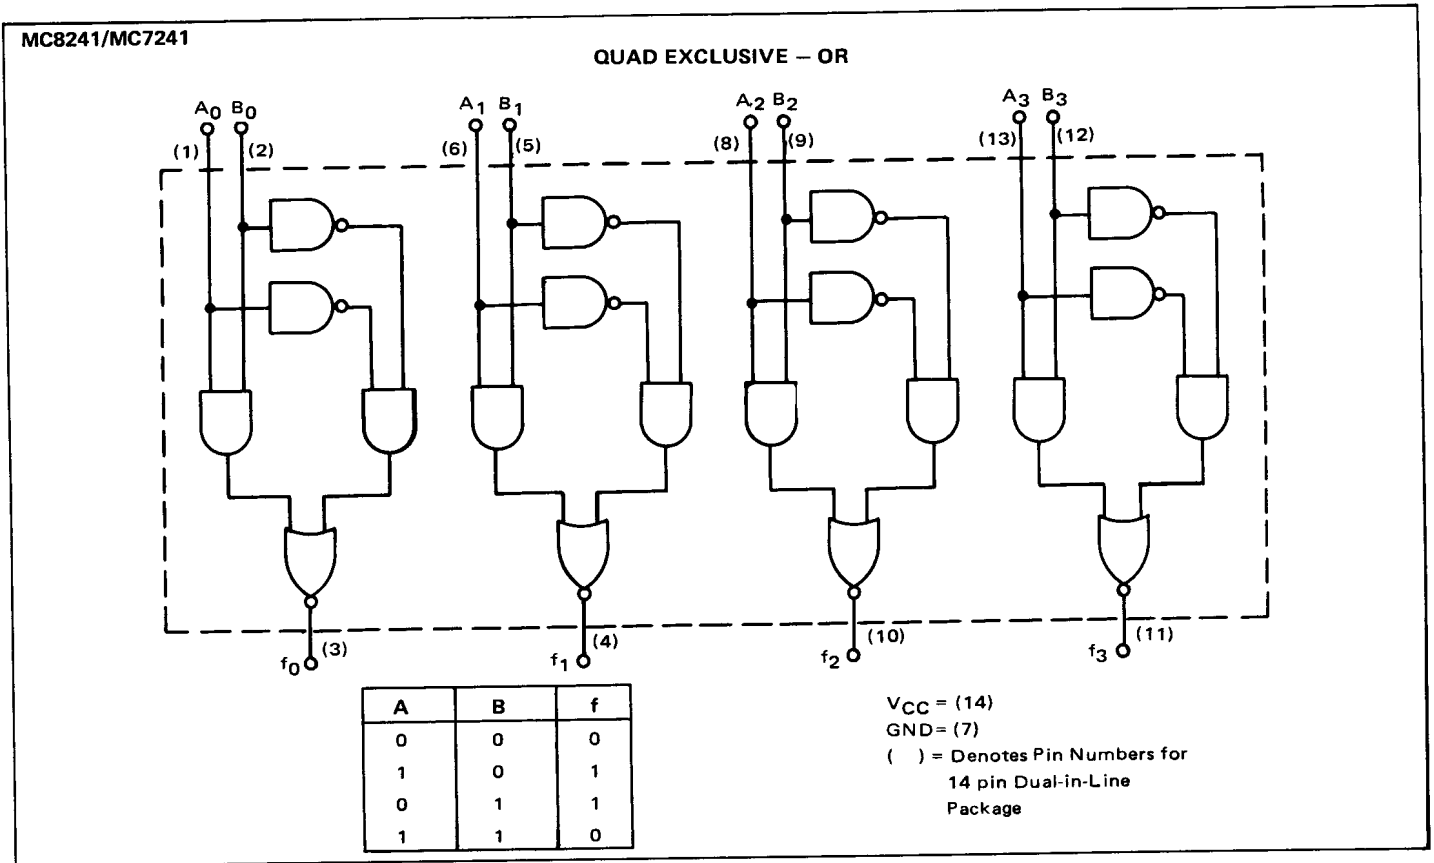 MC8241/MC7241
QUAD EXCLUSIVE – OR
A0 B0 A1 B1 A2 B2 A3 B3
(1) (2) (6) (5) (8) (9) (13) (12)
(3) (4) (10) (11)
f0 f1 f2 f3
A B f
0 0 0
1 0 1
0 1 1
1 1 0
VCC = (14)
GND= (7)
( ) = Denotes Pin Numbers for
14 pin Dual-in-Line
Package